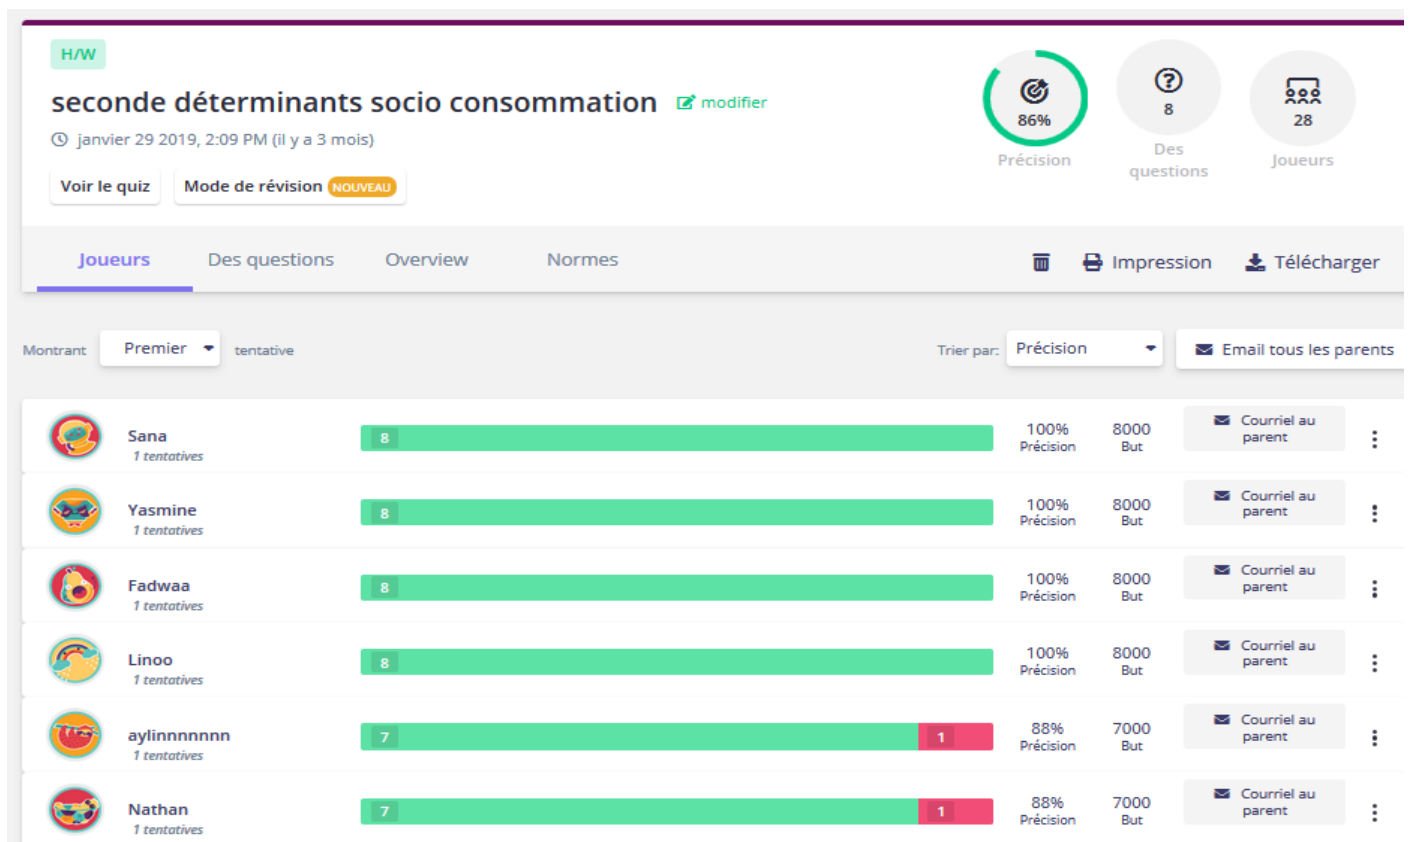 H/W
seconde déterminants socio consommation modifier
janvier 29 2019, 2:09 PM (il y a 3 mois)
Voir le quiz Mode de révision NOUVEAU
86%
Précision
8
Des
questions
28
Joueurs
Joueurs Des questions Overview Normes Impression Télécharger
Montrant Premier tentative Trier par: Précision Email tous les parents
Sana
1 tentatives
8
100%
Précision
8000
But
Courriel au
parent
Yasmine
1 tentatives
8
100%
Précision
8000
But
Courriel au
parent
Fadwaa
1 tentatives
8
100%
Précision
8000
But
Courriel au
parent
Linoo
1 tentatives
8
100%
Précision
8000
But
Courriel au
parent
aylinnnnnnn
1 tentatives
7 1
88%
Précision
7000
But
Courriel au
parent
Nathan
1 tentatives
7 1
88%
Précision
7000
But
Courriel au
parent